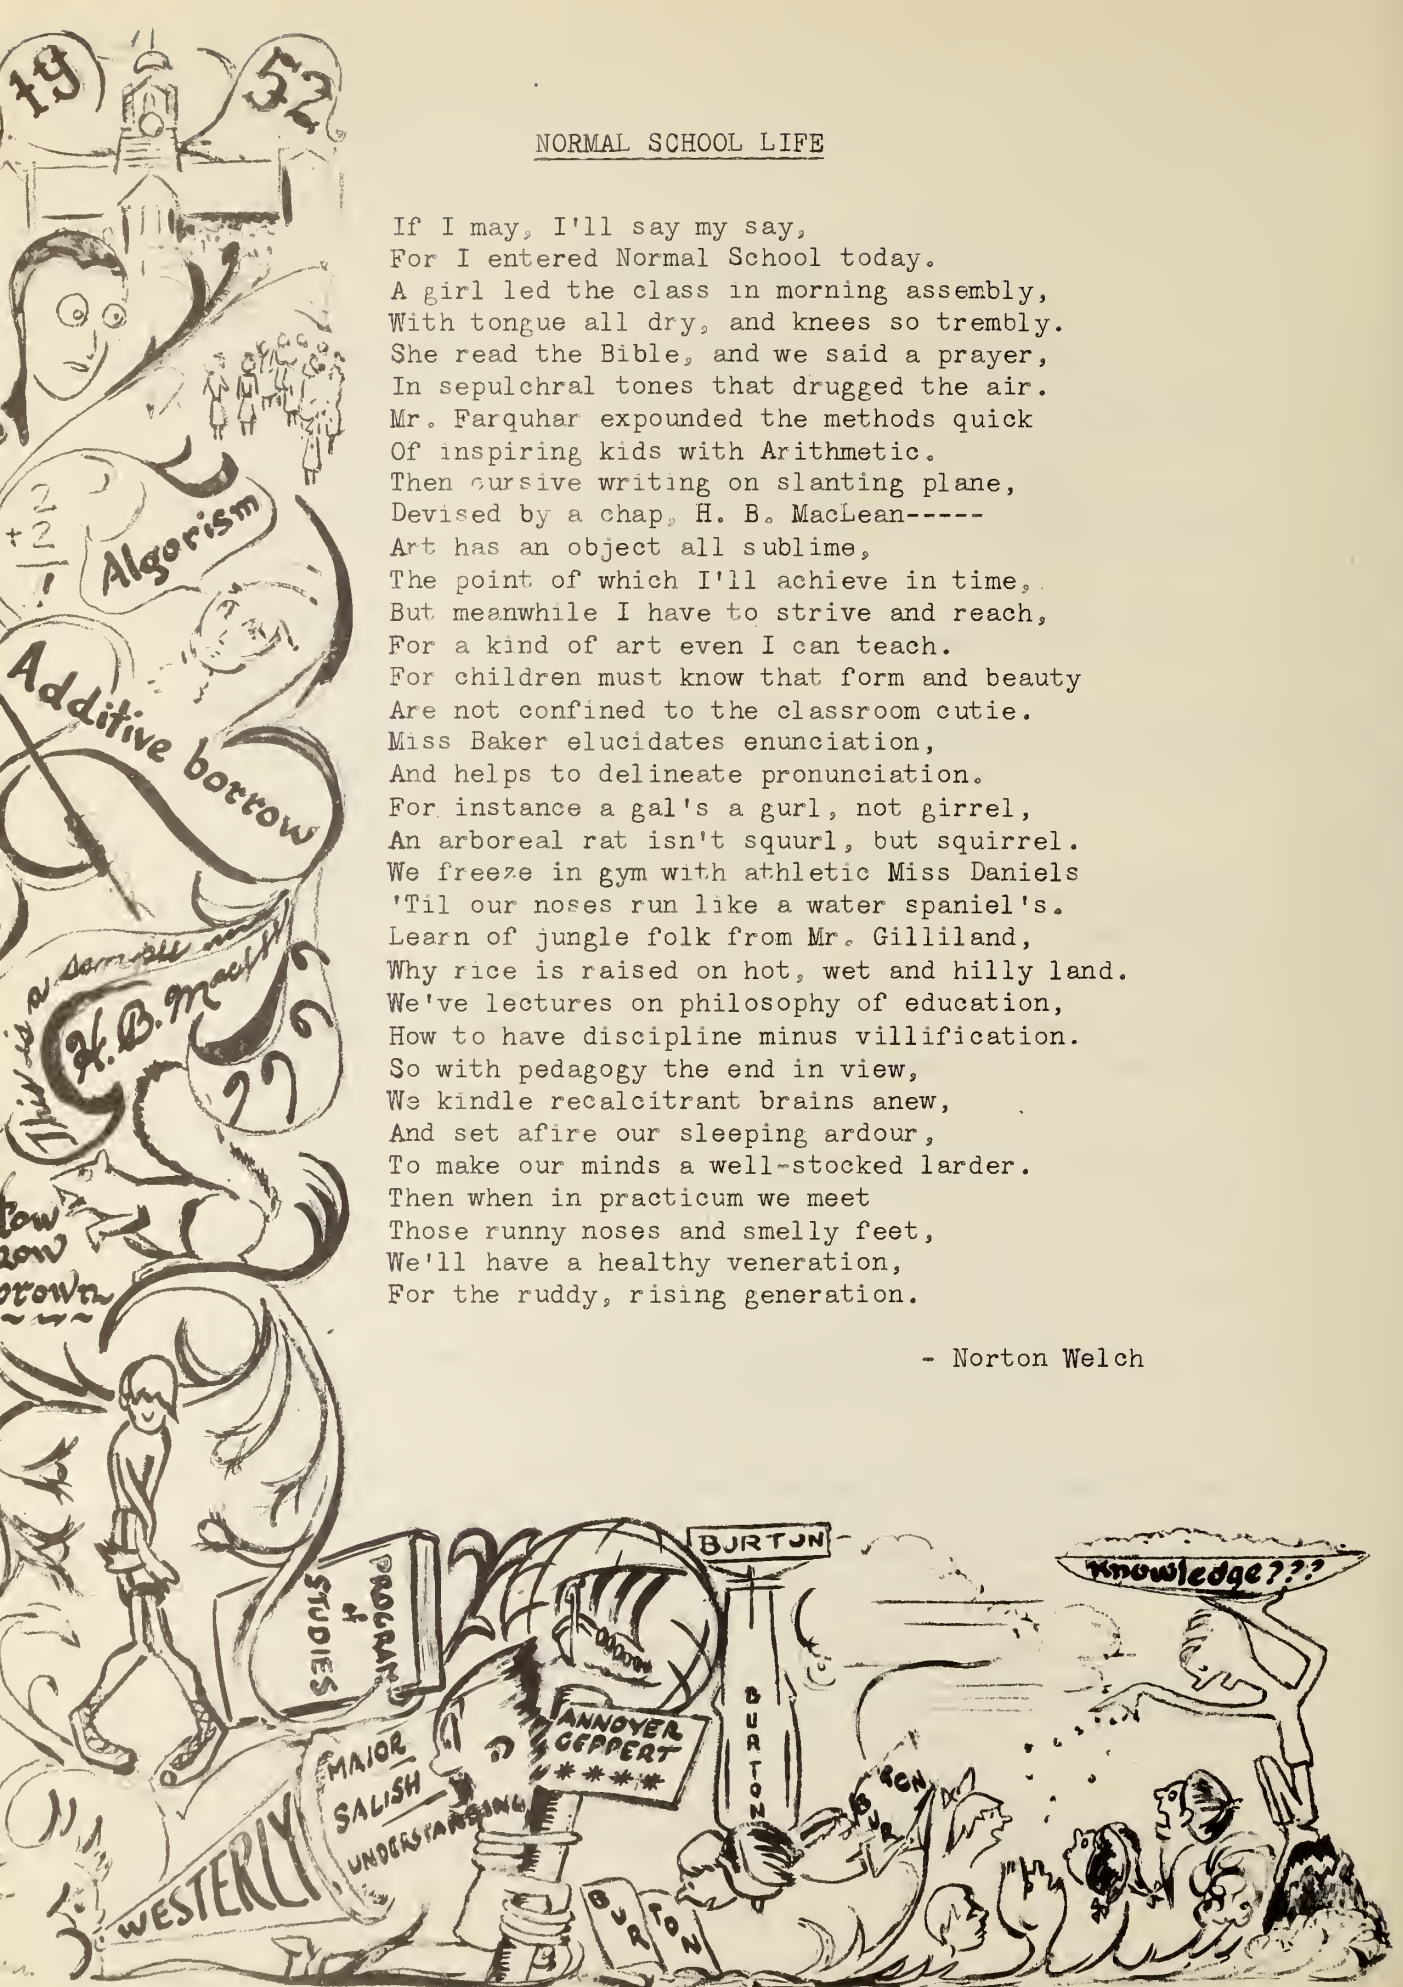 19 52
NORMAL SCHOOL LIFE
If I may, I'll say my say,
For I entered Normal School today.
A girl led the class in morning assembly,
With tongue all dry, and knees so trembly.
She read the Bible, and we said a prayer,
In sepulchral tones that drugged the air.
Mr. Farquhar expounded the methods quick
Of inspiring kids with Arithmetic.
Then cursive writing on slanting plane,
Devised by a chap, H. B. MacLean-----
Art has an object all sublime,
The point of which I'll achieve in time,
But meanwhile I have to strive and reach,
For a kind of art even I can teach.
For children must know that form and beauty
Are not confined to the classroom cutie.
Miss Baker elucidates enunciation,
And helps to delineate pronunciation.
For instance a gal's a gurl, not girrel,
An arboreal rat isn't squurl, but squirrel.
We freeze in gym with athletic Miss Daniels
'Til our noses run like a water spaniel's.
Learn of jungle folk from Mr. Gilliland,
Why rice is raised on hot, wet and hilly land.
We've lectures on philosophy of education,
How to have discipline minus villification.
So with pedagogy the end in view,
We kindle recalcitrant brains anew,
And set afire our sleeping ardour,
To make our minds a well-stocked larder.
Then when in practicum we meet
Those runny noses and smelly feet,
We'll have a healthy veneration,
For the ruddy, rising generation.
- Norton Welch
2
+2
!
Algorism
Additive borrow
This is a sample
H. B.
PROGRAM
of
STUDIES
MAJOR
SALISH
UNDERSTANDING
WESTERLY
ANNOYER
GEPPERT
****
BURTON
BURTON
BUR
TON
Knowledge???